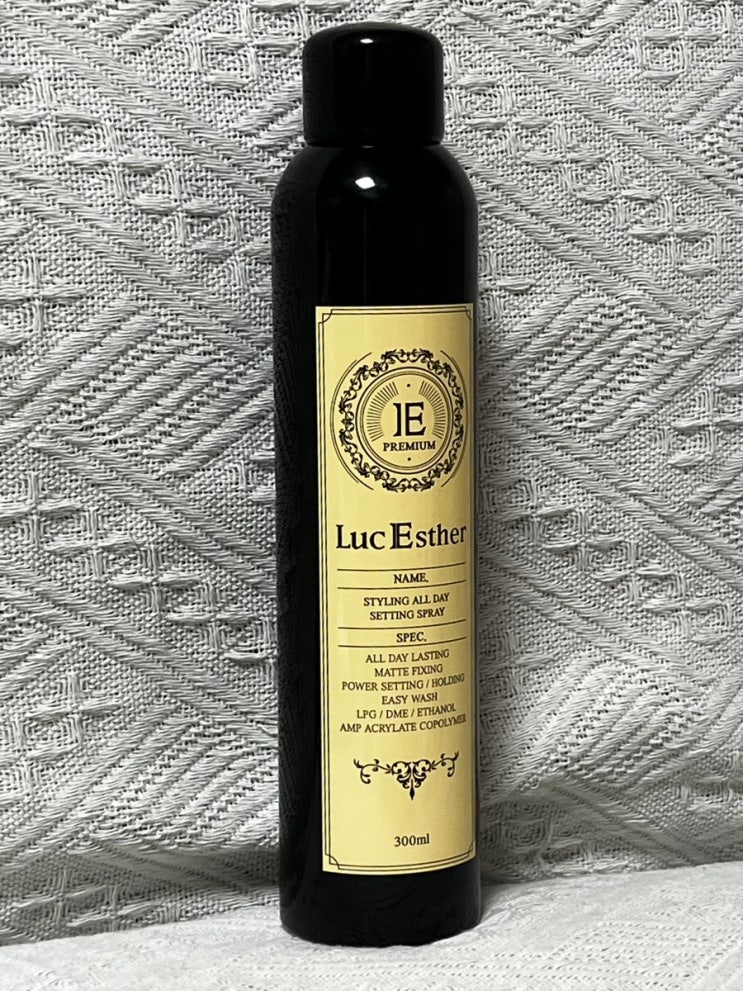 IE
PREMIUM
LucEsther
NAME.
STYLING ALL DAY
SETTING SPRAY
SPEC.
ALL DAY LASTING
MATTE FIXING
POWER SETTING / HOLDING
EASY WASH
LPG / DME / ETHANOL
AMP ACRYLATE COPOLYMER
300ml